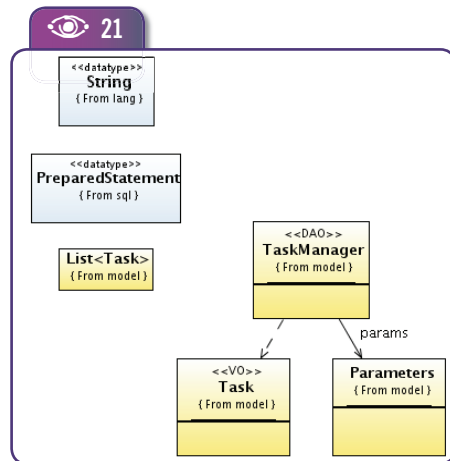 21
<<datatype>>
String
{ From lang }
<<datatype>>
PreparedStatement
{ From sql }
List<Task>
{ From model }
<<DAO>>
TaskManager
{ From model }
params
<<VO>>
Task
{ From model }
Parameters
{ From model }